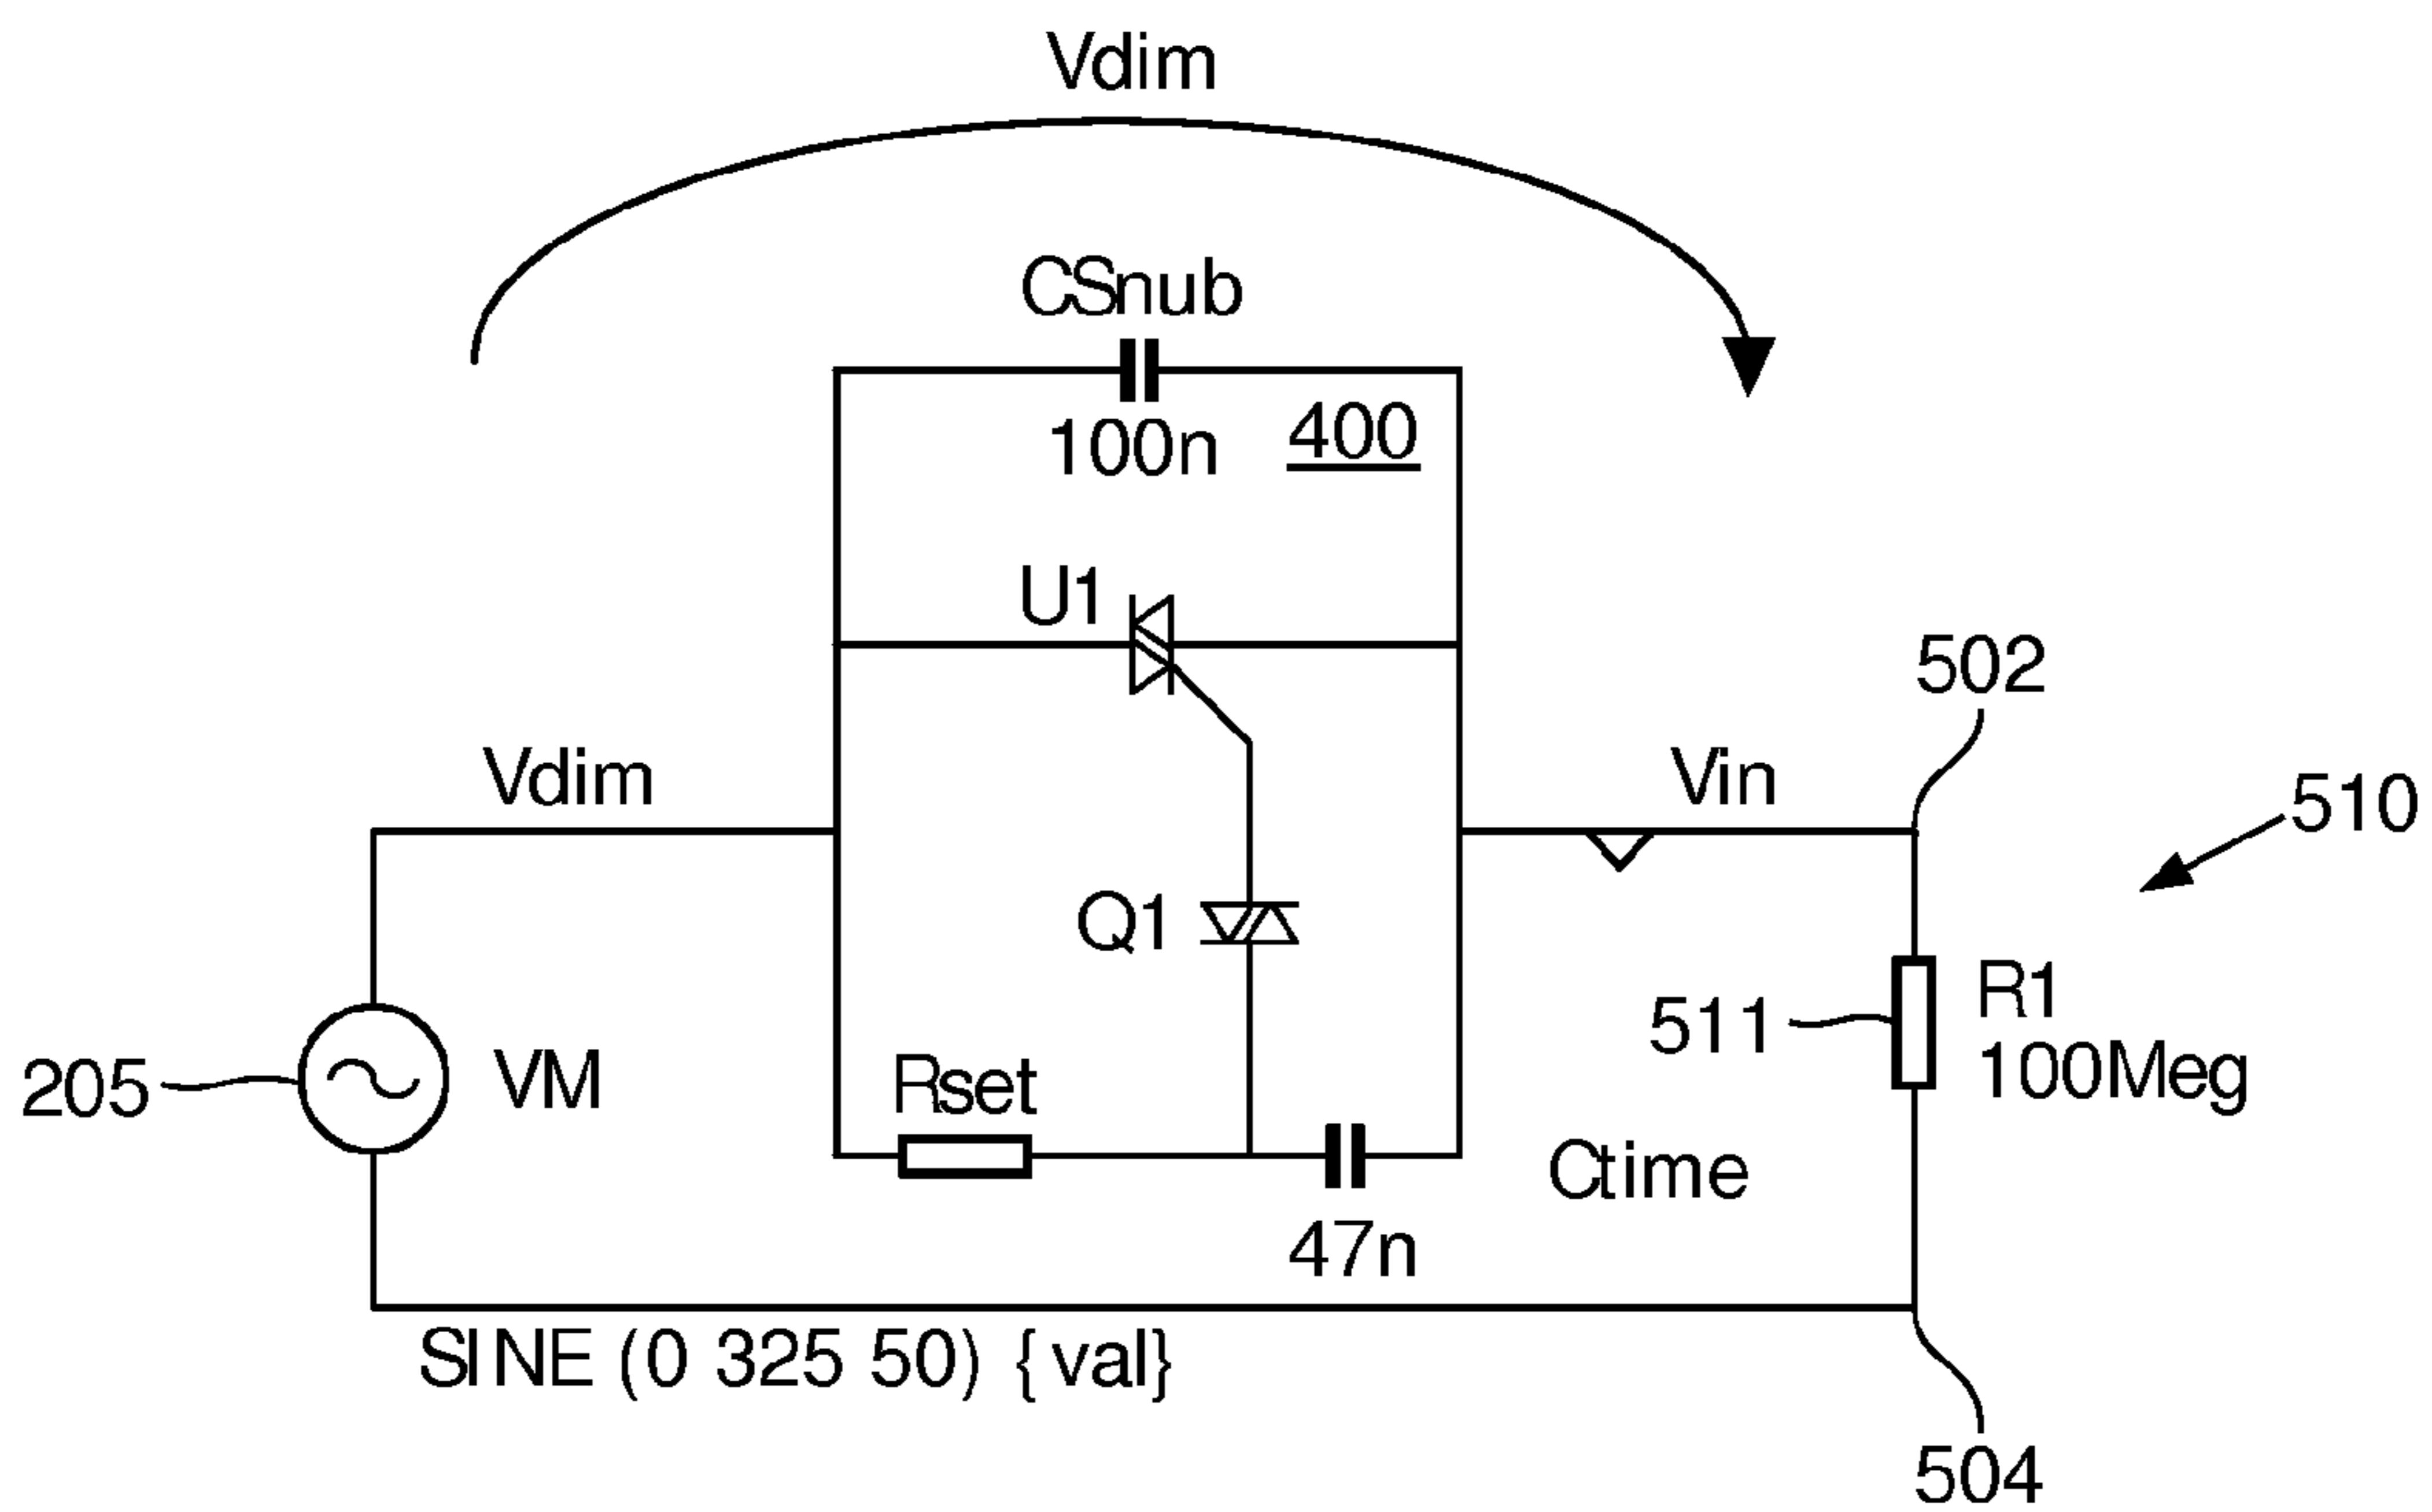 Vdim
CSnub
100n
400
U1
502
Vdim
Vin
510
Q1
205
VM
Rset
511
R1
100Meg
Ctime
47n
SINE (0 325 50) {val}
504